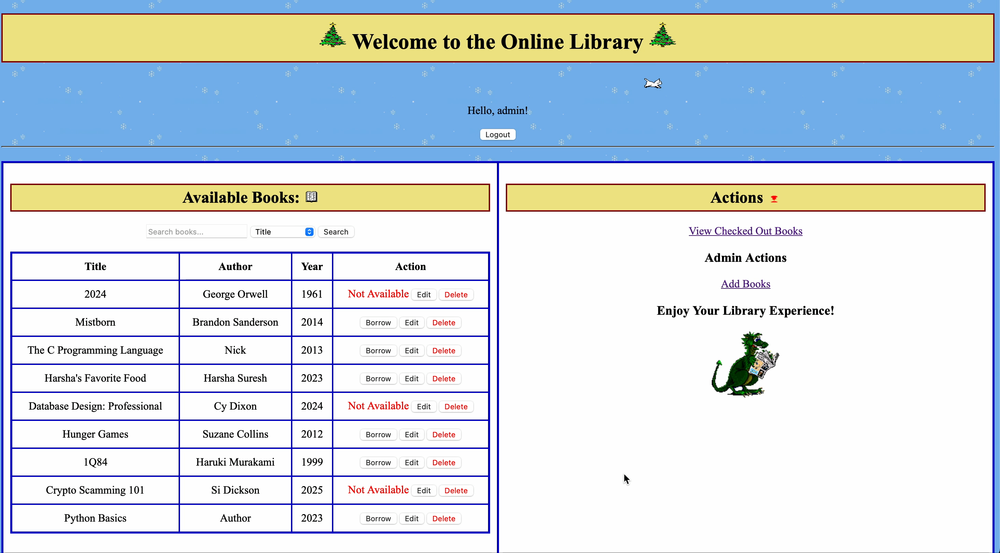 Welcome to the Online Library
Hello, admin!
Logout
Available Books:
Search books... Title Search
Title Author Year Action
2024 George Orwell 1961 Not Available Edit Delete
Mistborn Brandon Sanderson 2014 Borrow Edit Delete
The C Programming Language Nick 2013 Borrow Edit Delete
Harsha's Favorite Food Harsha Suresh 2023 Borrow Edit Delete
Database Design: Professional Cy Dixon 2024 Not Available Edit Delete
Hunger Games Suzane Collins 2012 Borrow Edit Delete
1Q84 Haruki Murakami 1999 Borrow Edit Delete
Crypto Scamming 101 Si Dickson 2025 Not Available Edit Delete
Python Basics Author 2023 Borrow Edit Delete
Actions
View Checked Out Books
Admin Actions
Add Books
Enjoy Your Library Experience!